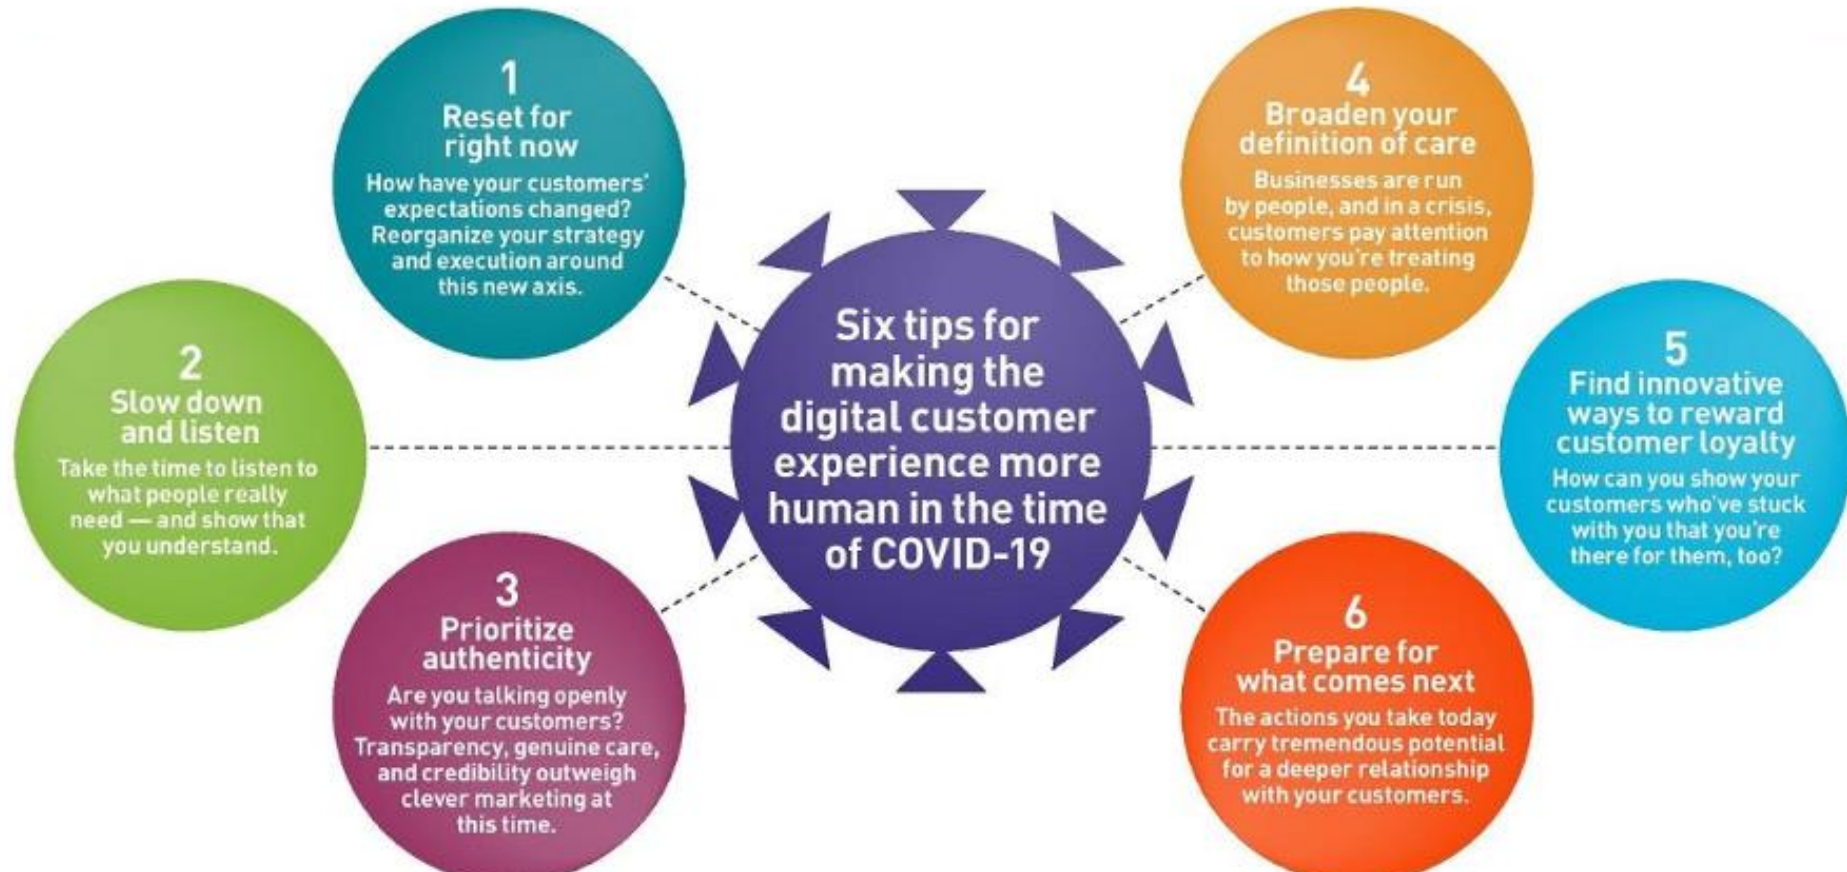 1
Reset for
right now
How have your customers'
expectations changed?
Reorganize your strategy
and execution around
this new axis.
2
Slow down
and listen
Take the time to listen to
what people really
need — and show that
you understand.
3
Prioritize
authenticity
Are you talking openly
with your customers?
Transparency, genuine care,
and credibility outweigh
clever marketing at
this time.
Six tips for
making the
digital customer
experience more
human in the time
of COVID-19
4
Broaden your
definition of care
Businesses are run
by people, and in a crisis,
customers pay attention
to how you're treating
those people.
5
Find innovative
ways to reward
customer loyalty
How can you show your
customers who've stuck
with you that you're
there for them, too?
6
Prepare for
what comes next
The actions you take today
carry tremendous potential
for a deeper relationship
with your customers.